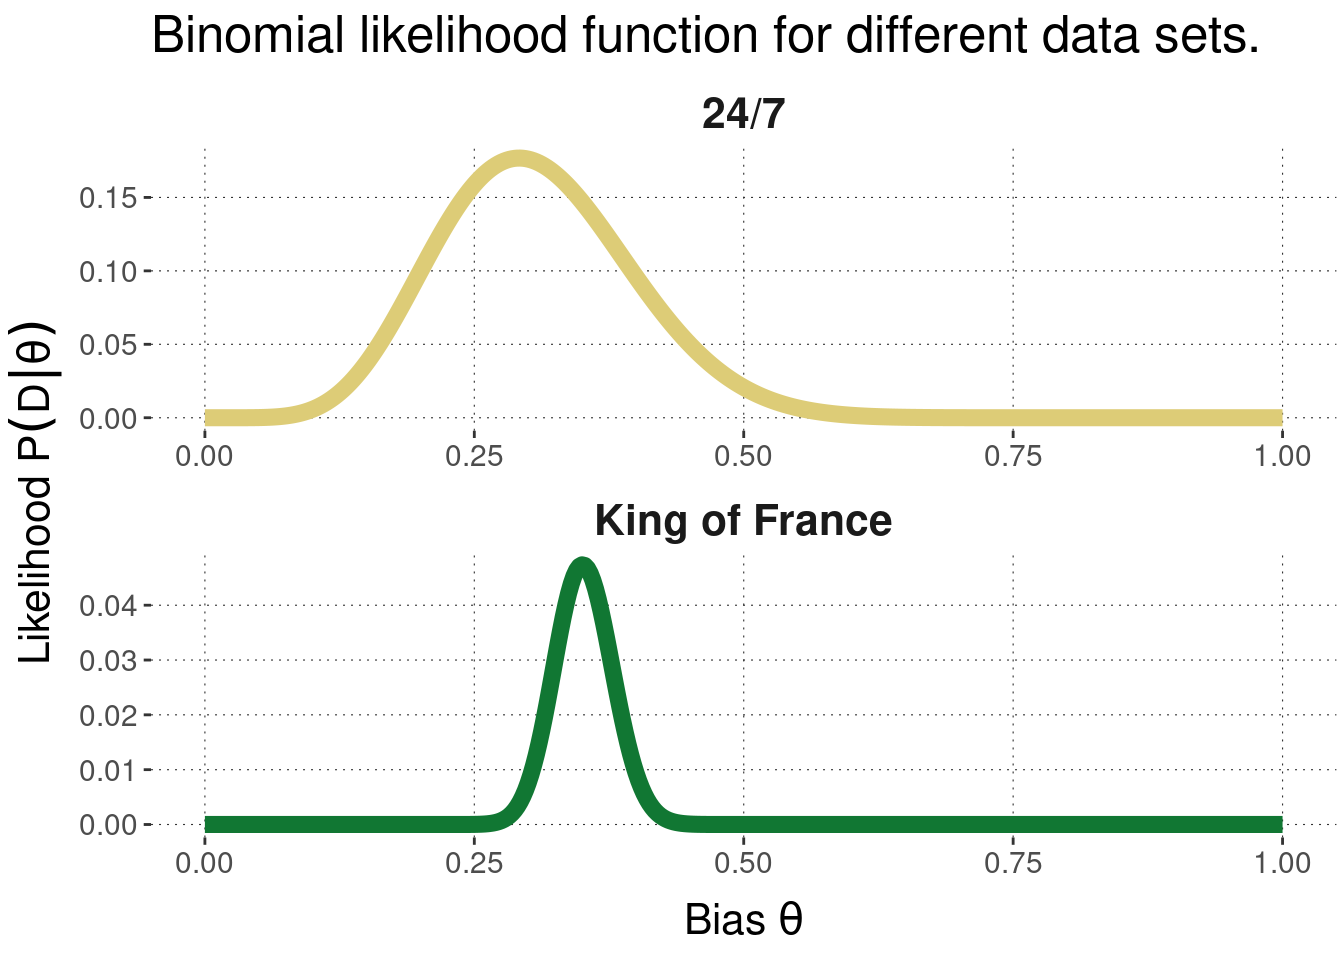 Binomial likelihood function for different data sets.
24/7
0.15
0.10
0.05
0.00
0.00 0.25 0.50 0.75 1.00
Likelihood P(D|θ)
King of France
0.04
0.03
0.02
0.01
0.00
0.00 0.25 0.50 0.75 1.00
Bias θ